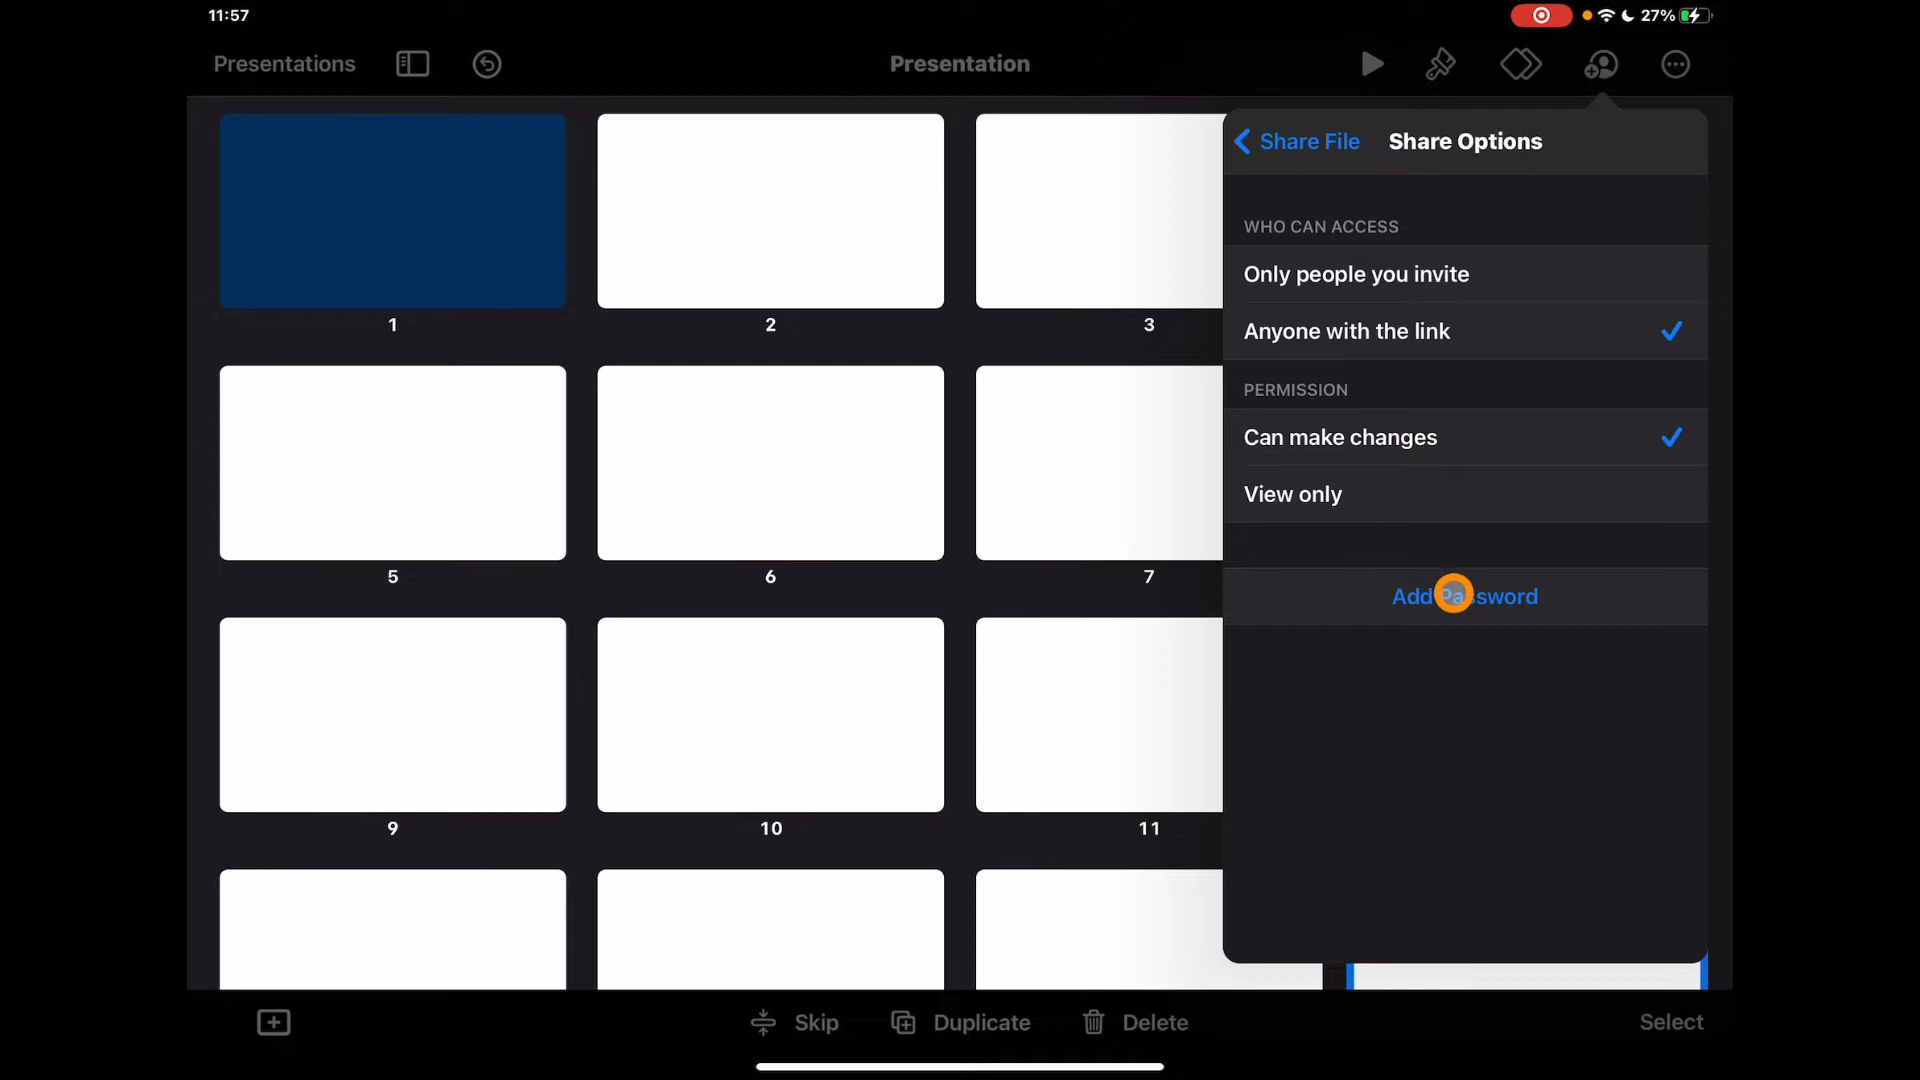 11:57
27%
Presentations
Presentation
Share File
Share Options
WHO CAN ACCESS
Only people you invite
Anyone with the link
PERMISSION
Can make changes
View only
Add Password
1
2
3
5
6
7
9
10
11
Skip
Duplicate
Delete
Select